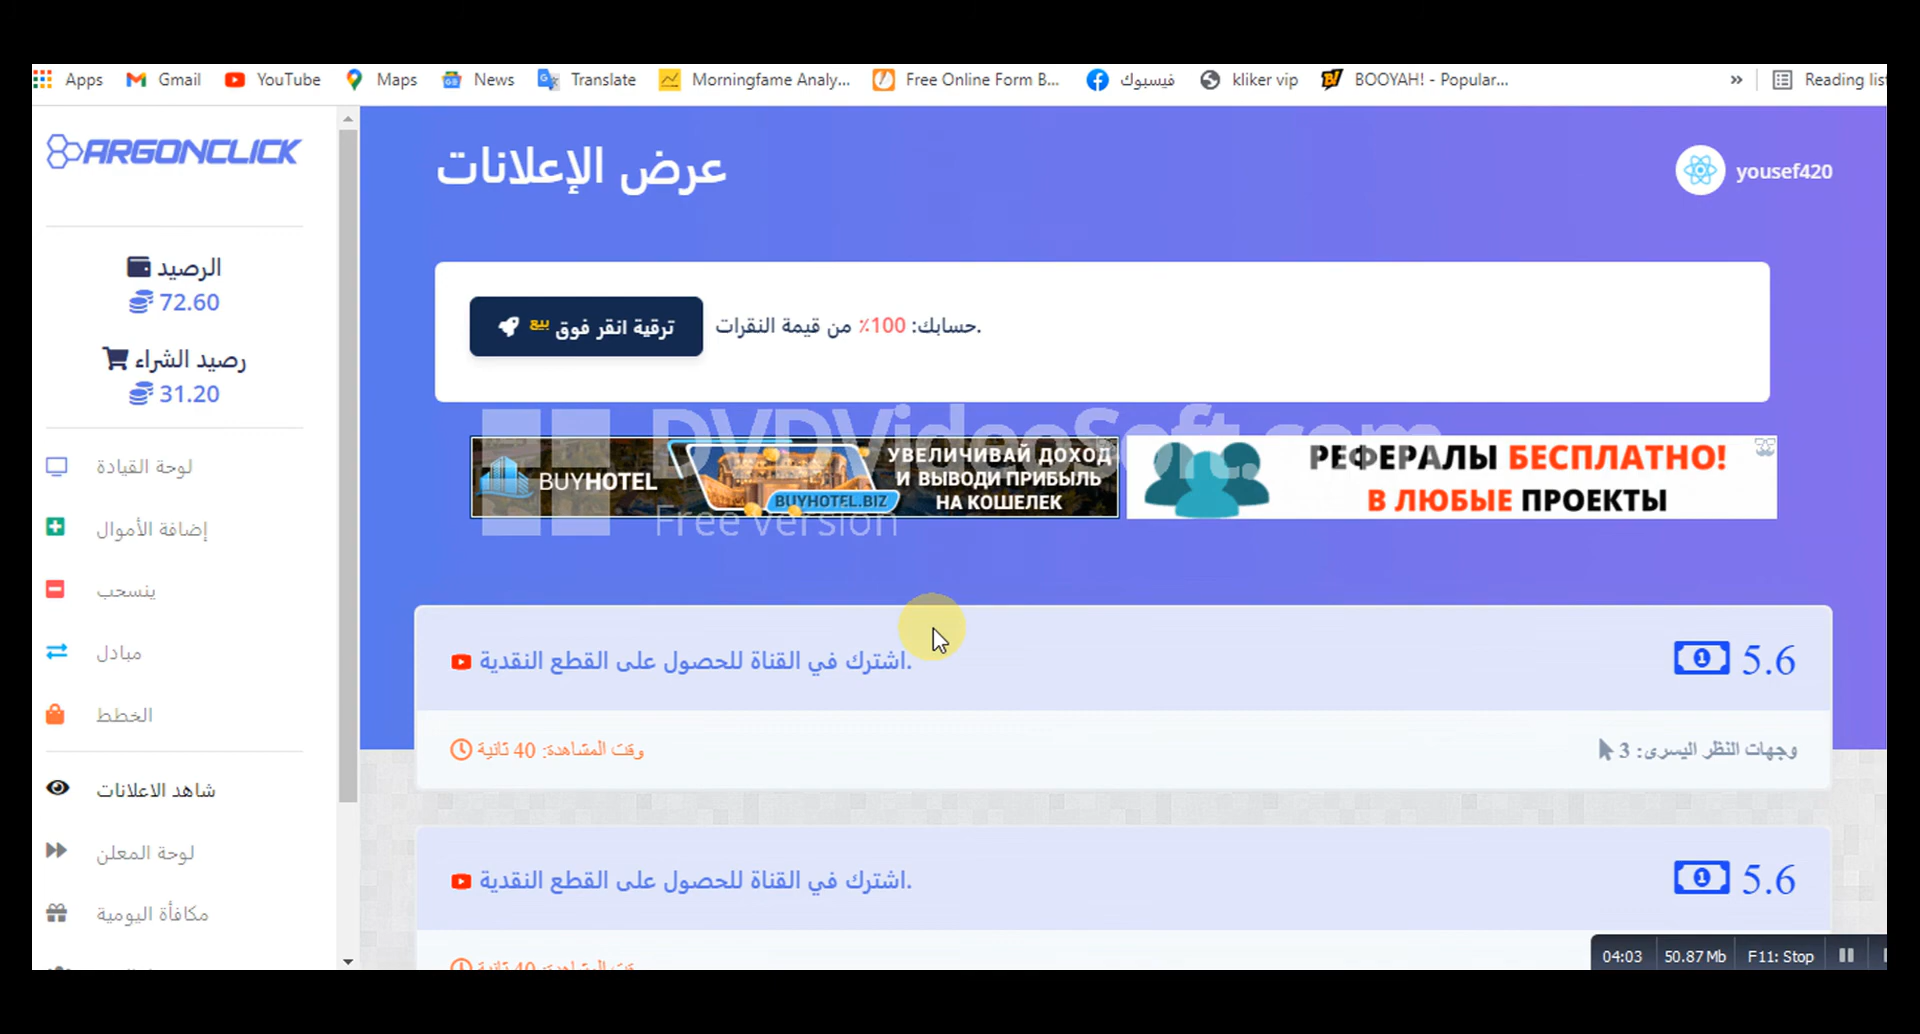 Apps Gmail YouTube Maps News Translate Morningfame Analy... Free Online Form B... فيسبوك kliker vip BOOYAH! - Popular... » Reading list
ARGONCLICK
الرصيد
72.60
رصيد الشراء
31.20
لوحة القيادة
إضافة الأموال
ينسحب
مبادل
الخطط
شاهد الاعلانات
لوحة المعلن
مكافأة اليومية
عرض الإعلانات
yousef420
ترقية انقر فوق بيع
.حسابك: 100٪ من قيمة النقرات
DVDVideoSoft.com
Free version
BUYHOTEL
BUYHOTEL.BIZ
УВЕЛИЧИВАЙ ДОХОД
И ВЫВОДИ ПРИБЫЛЬ
НА КОШЕЛЕК
РЕФЕРАЛЫ БЕСПЛАТНО!
В ЛЮБЫЕ ПРОЕКТЫ
.اشترك في القناة للحصول على القطع النقدية
5.6
وقت المشاهدة: 40 ثانية
وجهات النظر اليسرى: 3
.اشترك في القناة للحصول على القطع النقدية
5.6
04:03 50.87 Mb F11: Stop